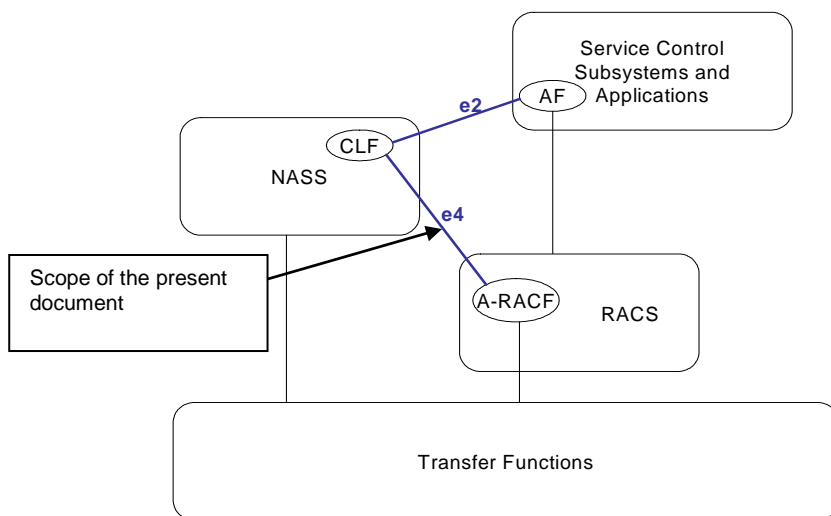 Service Control
Subsystems and
Applications
AF
e2
CLF
NASS
e4
Scope of the present
document
A-RACF
RACS
Transfer Functions